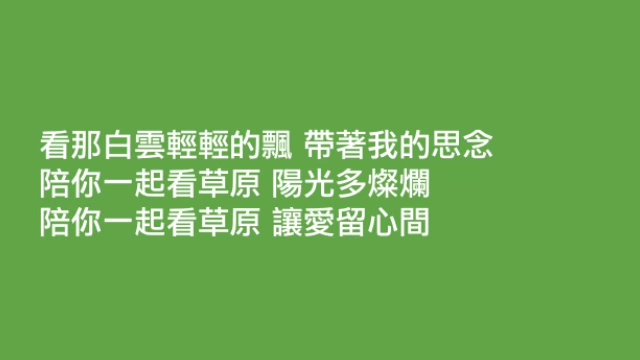 看那白雲輕輕的飄 帶著我的思念
陪你一起看草原 陽光多燦爛
陪你一起看草原 讓愛留心間